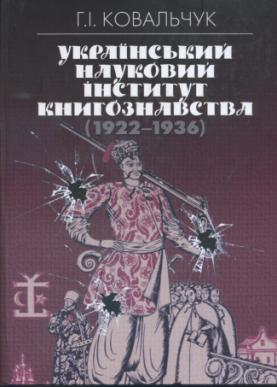 Г.І. КОВАЛЬЧУК
УКРАЇНСЬКИЙ
НАУКОВИЙ
ІНСТИТУТ
КНИГОЗНАВСТВА
(1922–1936)